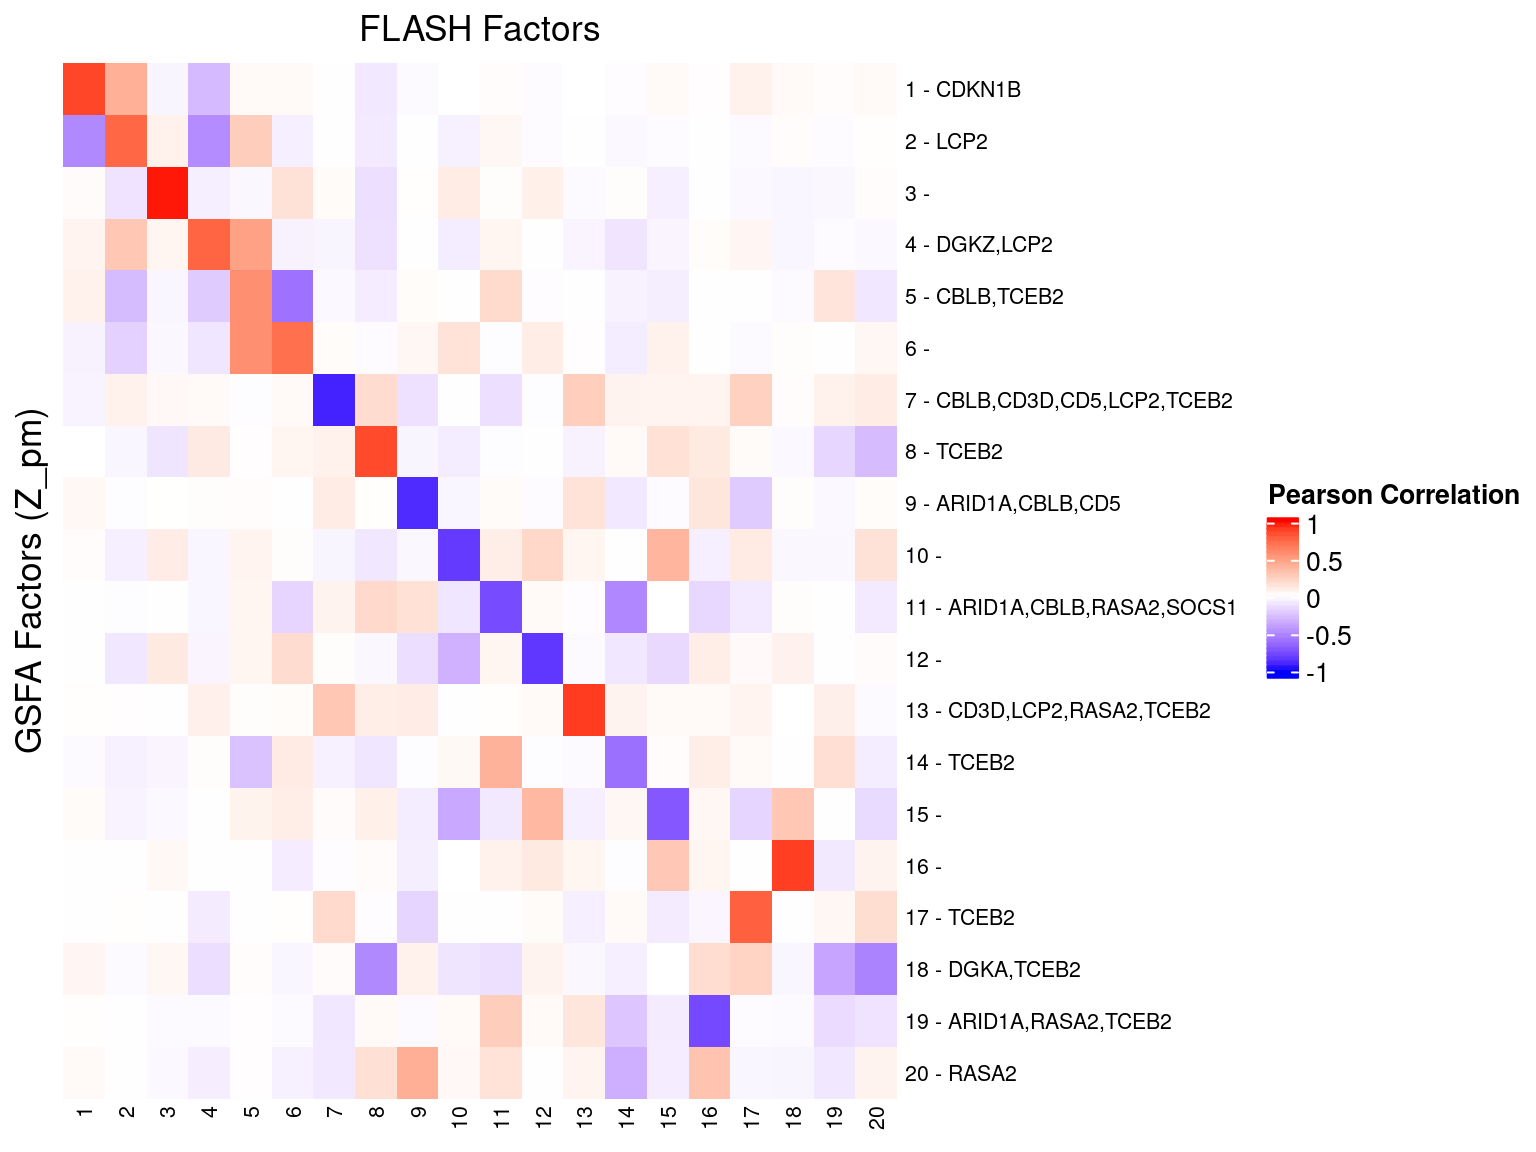 FLASH Factors
GSFA Factors (Z_pm)
1 - CDKN1B
2 - LCP2
3 -
4 - DGKZ,LCP2
5 - CBLB,TCEB2
6 -
7 - CBLB,CD3D,CD5,LCP2,TCEB2
8 - TCEB2
9 - ARID1A,CBLB,CD5
10 -
11 - ARID1A,CBLB,RASA2,SOCS1
12 -
13 - CD3D,LCP2,RASA2,TCEB2
14 - TCEB2
15 -
16 -
17 - TCEB2
18 - DGKA,TCEB2
19 - ARID1A,RASA2,TCEB2
20 - RASA2
1 2 3 4 5 6 7 8 9 10 11 12 13 14 15 16 17 18 19 20
Pearson Correlation
1
0.5
0
-0.5
-1